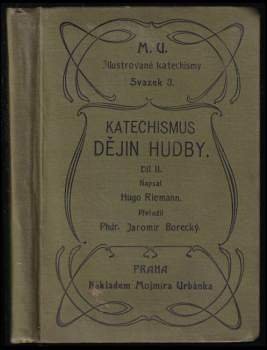 M. U.
Illustrované katechismy
Svazek 3.
KATECHISMUS
DĚJIN HUDBY.
Díl II.
Napsal
Hugo Riemann.
Přeložil
Phdr. Jaromír Borecký.
PRAHA
Nákladem Mojmíra Urbánka